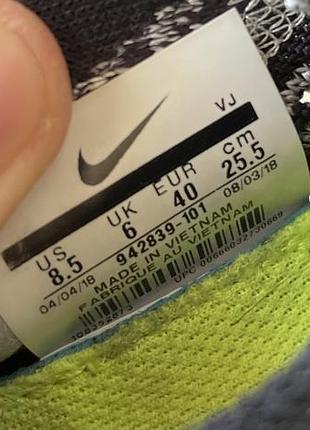 VJ
US UK EUR cm
8.5 6 40 25.5
04/04/18 942839-101 08/03/18
MADE IN VIETNAM
FABRIQUE AU VIETNAM
UPC